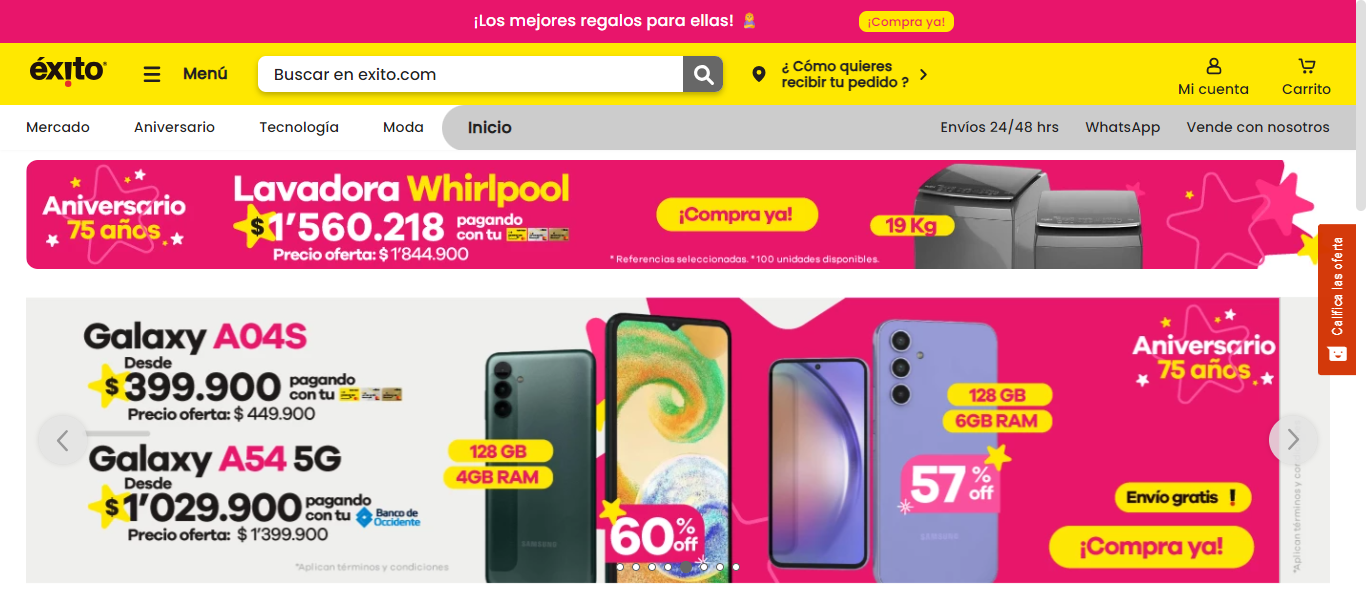 ¡Los mejores regalos para ellas!
¡Compra ya!
éxito
Menú
Buscar en exito.com
¿ Cómo quieres
recibir tu pedido ?
Mi cuenta
Carrito
Mercado
Aniversario
Tecnología
Moda
Inicio
Envíos 24/48 hrs
WhatsApp
Vende con nosotros
Aniversario
75 años.
Lavadora Whirlpool
$1’560.218 pagando
con tu
Precio oferta: $ 1’844.900
¡Compra ya!
* Referencias seleccionadas. *100 unidades disponibles.
19 Kg
Califica las oferta
Galaxy A04S
Desde
$399.900 pagando
con tu
Precio oferta: $ 449.900
Galaxy A54 5G
Desde
$1’029.900 pagando
con tu Banco de
Occidente
Precio oferta: $ 1’399.900
*Aplican términos y condiciones
128 GB
4GB RAM
SAMSUNG
60% off
128 GB
6GB RAM
57% off
SAMSUNG
Aniversario
75 años.
Envío gratis !
¡Compra ya!
*Aplican términos y con